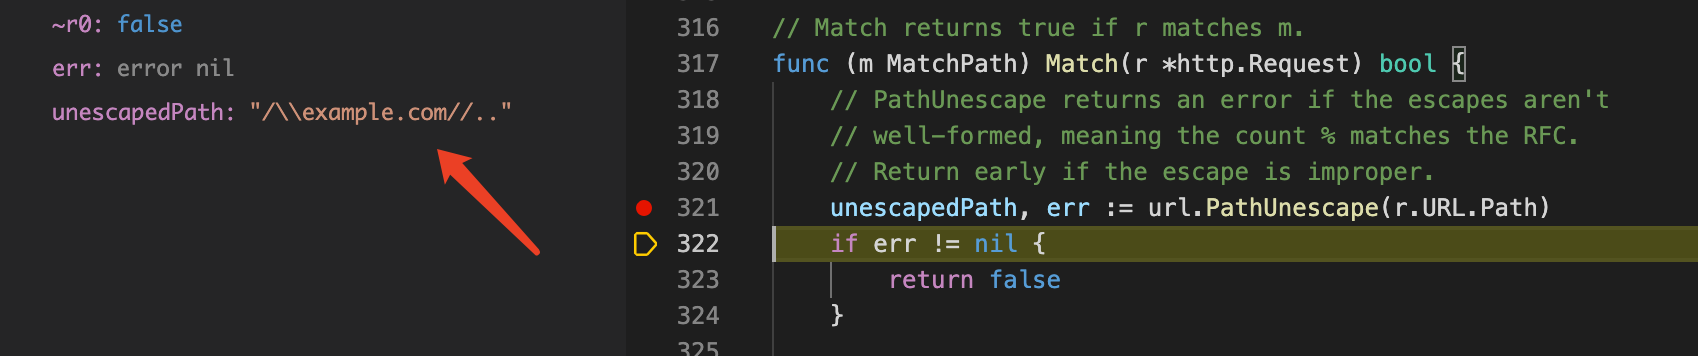 ~r0: false
err: error nil
unescapedPath: "/\\example.com//.."
316 // Match returns true if r matches m.
317 func (m MatchPath) Match(r *http.Request) bool {
318 // PathUnescape returns an error if the escapes aren't
319 // well-formed, meaning the count % matches the RFC.
320 // Return early if the escape is improper.
321 unescapedPath, err := url.PathUnescape(r.URL.Path)
322 if err != nil {
323 return false
324 }
325